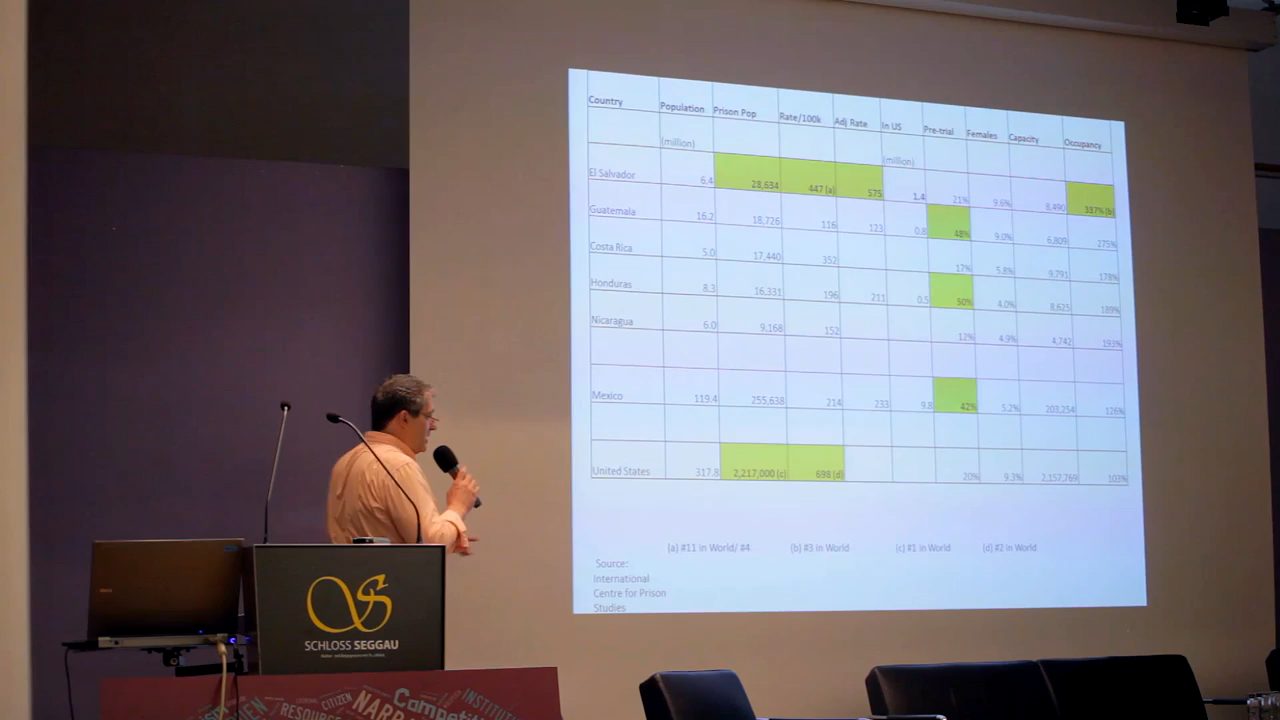 Country Population Prison Pop Rate/100k Adj Rate In US Pre-trial Females Capacity Occupancy
(million) (million)
El Salvador 6.4 28,634 447 (a) 575 1.4 21% 9.6% 8,490 337% (b)
Guatemala 16.2 18,726 116 123 0.8 48% 9.0% 6,809 275%
Costa Rica 5.0 17,440 352 17% 5.8% 9,791 178%
Honduras 8.3 16,331 196 211 0.5 50% 4.0% 8,625 189%
Nicaragua 6.0 9,168 152 12% 4.9% 4,742 193%
Mexico 119.4 255,638 214 233 9.8 42% 5.2% 203,254 126%
United States 317.8 2,217,000 (c) 698 (d) 20% 9.3% 2,157,769 103%
(a) #11 in World/ #4 (b) #3 in World (c) #1 in World (d) #2 in World
Source:
International
Centre for Prison
Studies
VS
SCHLOSS SEGGAU
CITIZEN
RESOURCE
NARR
Competiti
INSTITUT